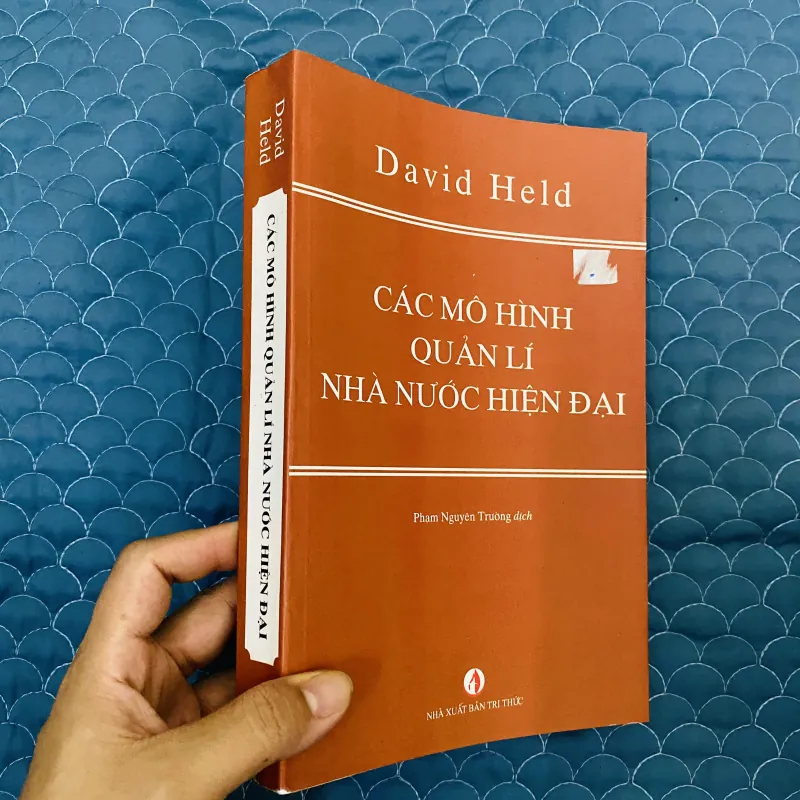 David Held
CÁC MÔ HÌNH QUẢN LÍ NHÀ NƯỚC HIỆN ĐẠI
David Held
CÁC MÔ HÌNH
QUẢN LÍ
NHÀ NƯỚC HIỆN ĐẠI
Phạm Nguyên Trường dịch
NHÀ XUẤT BẢN TRI THỨC